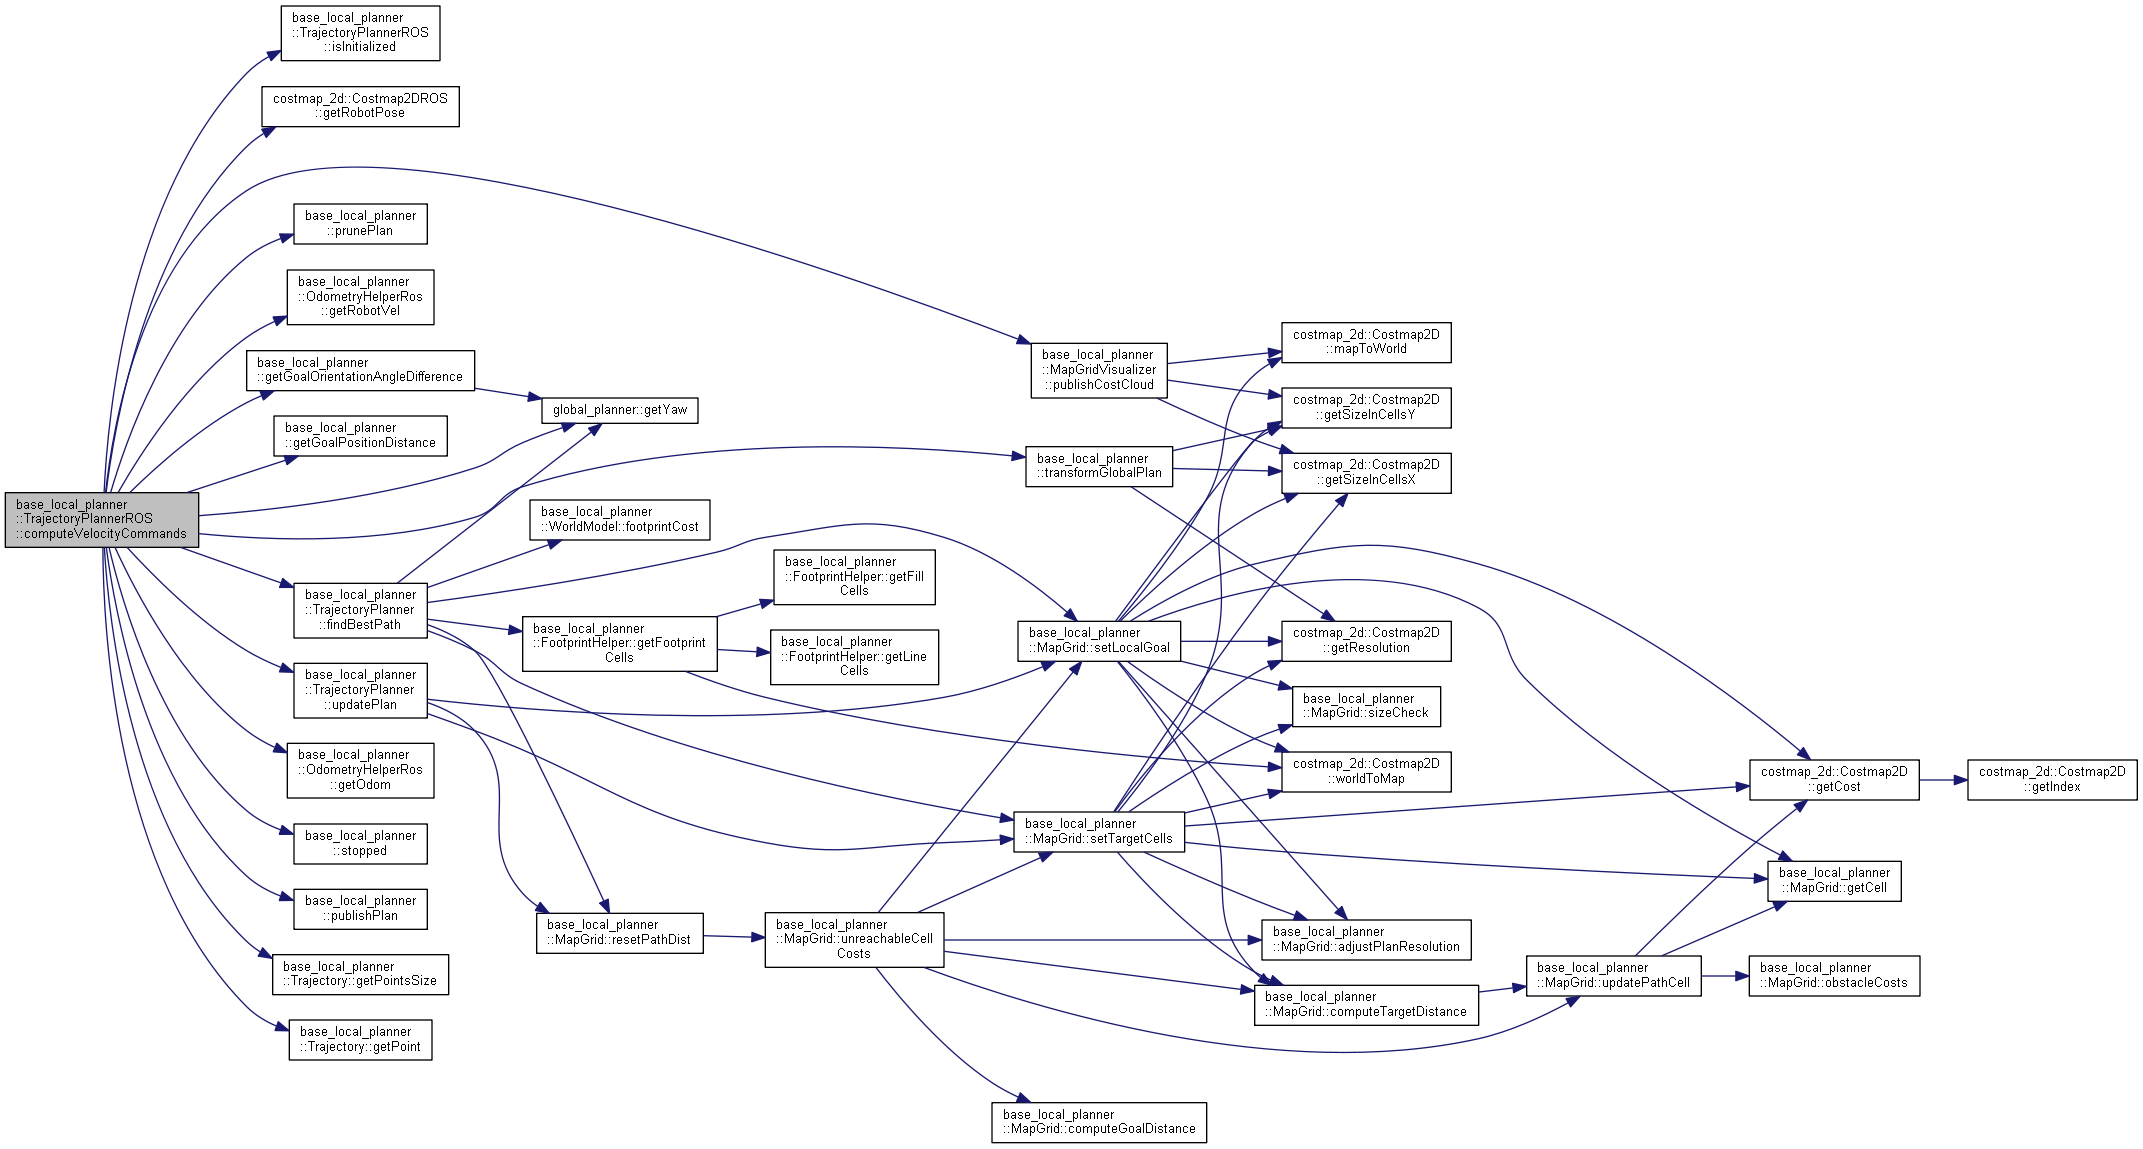 base_local_planner
::TrajectoryPlannerROS
::isInitialized
costmap_2d::Costmap2DROS
::getRobotPose
base_local_planner
::prunePlan
base_local_planner
::OdometryHelperRos
::getRobotVel
base_local_planner
::getGoalOrientationAngleDifference
global_planner::getYaw
base_local_planner
::getGoalPositionDistance
base_local_planner
::TrajectoryPlannerROS
::computeVelocityCommands
base_local_planner
::WorldModel::footprintCost
base_local_planner
::TrajectoryPlanner
::findBestPath
base_local_planner
::FootprintHelper::getFill
Cells
base_local_planner
::FootprintHelper::getFootprint
Cells
base_local_planner
::FootprintHelper::getLine
Cells
base_local_planner
::TrajectoryPlanner
::updatePlan
base_local_planner
::OdometryHelperRos
::getOdom
base_local_planner
::stopped
base_local_planner
::publishPlan
base_local_planner
::Trajectory::getPointsSize
base_local_planner
::Trajectory::getPoint
base_local_planner
::MapGrid::resetPathDist
base_local_planner
::MapGrid::unreachableCell
Costs
base_local_planner
::MapGridVisualizer
::publishCostCloud
base_local_planner
::transformGlobalPlan
base_local_planner
::MapGrid::setLocalGoal
base_local_planner
::MapGrid::setTargetCells
base_local_planner
::MapGrid::computeGoalDistance
costmap_2d::Costmap2D
::mapToWorld
costmap_2d::Costmap2D
::getSizeInCellsY
costmap_2d::Costmap2D
::getSizeInCellsX
costmap_2d::Costmap2D
::getResolution
base_local_planner
::MapGrid::sizeCheck
costmap_2d::Costmap2D
::worldToMap
base_local_planner
::MapGrid::adjustPlanResolution
base_local_planner
::MapGrid::computeTargetDistance
base_local_planner
::MapGrid::updatePathCell
costmap_2d::Costmap2D
::getCost
costmap_2d::Costmap2D
::getIndex
base_local_planner
::MapGrid::getCell
base_local_planner
::MapGrid::obstacleCosts